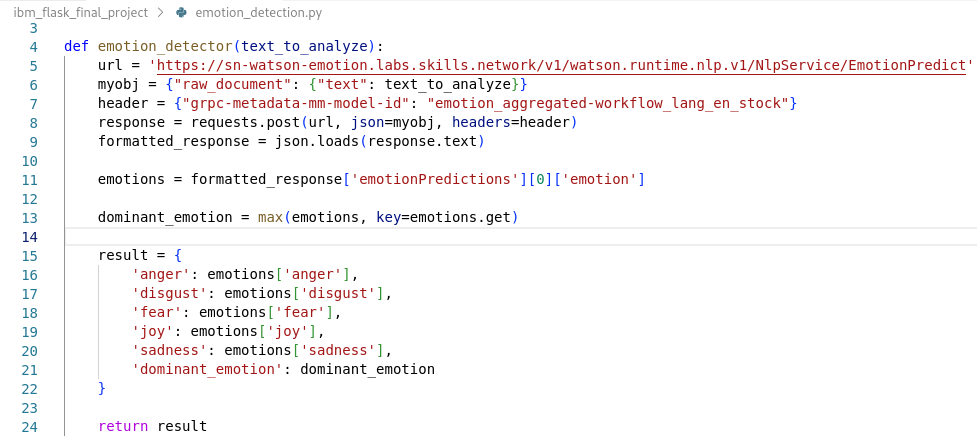 ibm_flask_final_project > emotion_detection.py
3
4 def emotion_detector(text_to_analyze):
5     url = 'https://sn-watson-emotion.labs.skills.network/v1/watson.runtime.nlp.v1/NlpService/EmotionPredict'
6     myobj = {"raw_document": {"text": text_to_analyze}}
7     header = {"grpc-metadata-mm-model-id": "emotion_aggregated-workflow_lang_en_stock"}
8     response = requests.post(url, json=myobj, headers=header)
9     formatted_response = json.loads(response.text)
10
11     emotions = formatted_response['emotionPredictions'][0]['emotion']
12
13     dominant_emotion = max(emotions, key=emotions.get)
14
15     result = {
16         'anger': emotions['anger'],
17         'disgust': emotions['disgust'],
18         'fear': emotions['fear'],
19         'joy': emotions['joy'],
20         'sadness': emotions['sadness'],
21         'dominant_emotion': dominant_emotion
22     }
23
24     return result